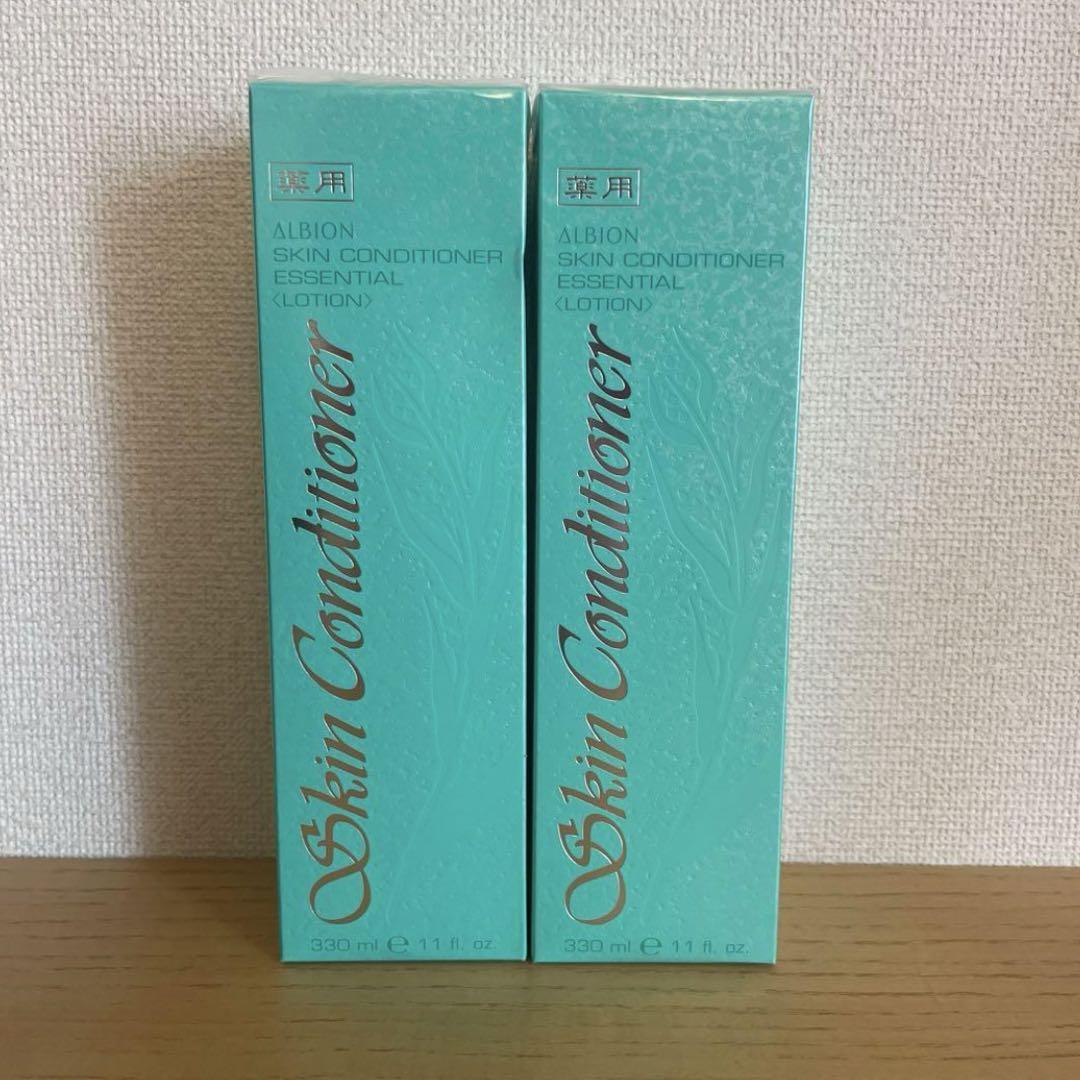 薬用
ALBION
SKIN CONDITIONER
ESSENTIAL
〈LOTION〉
Skin Conditioner
330 ml ℮ 11 fl. oz.
薬用
ALBION
SKIN CONDITIONER
ESSENTIAL
〈LOTION〉
Skin Conditioner
330 ml ℮ 11 fl. oz.